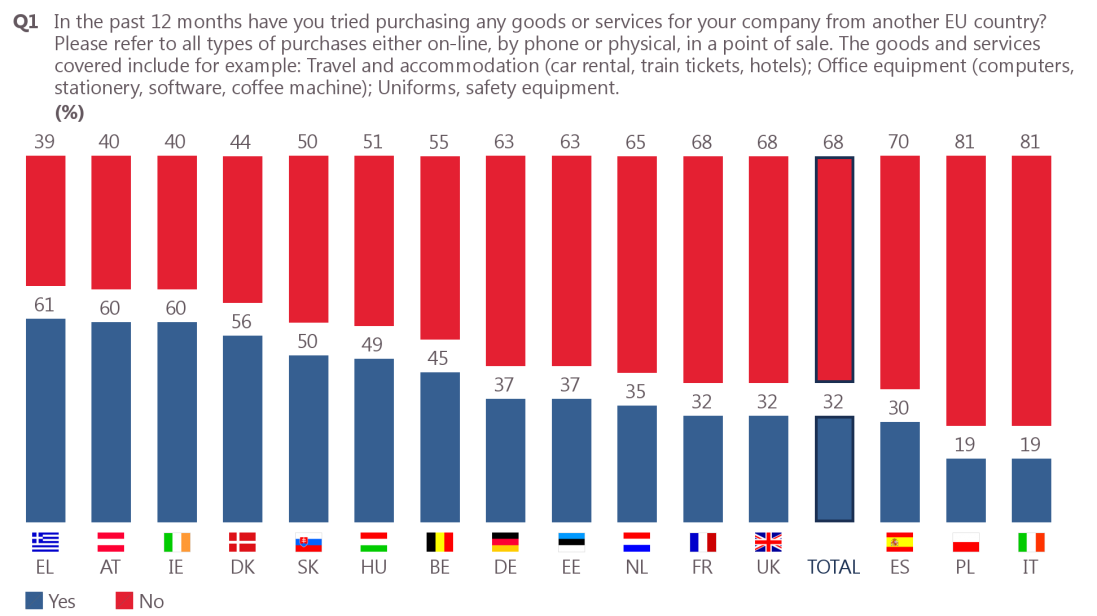 Q1 In the past 12 months have you tried purchasing any goods or services for your company from another EU country?
Please refer to all types of purchases either on-line, by phone or physical, in a point of sale. The goods and services
covered include for example: Travel and accommodation (car rental, train tickets, hotels); Office equipment (computers,
stationery, software, coffee machine); Uniforms, safety equipment.
(%)
39 40 40 44 50 51 55 63 63 65 68 68 68 70 81 81
61 60 60 56 50 49 45 37 37 35 32 32 32 30 19 19
EL AT IE DK SK HU BE DE EE NL FR UK TOTAL ES PL IT
Yes No